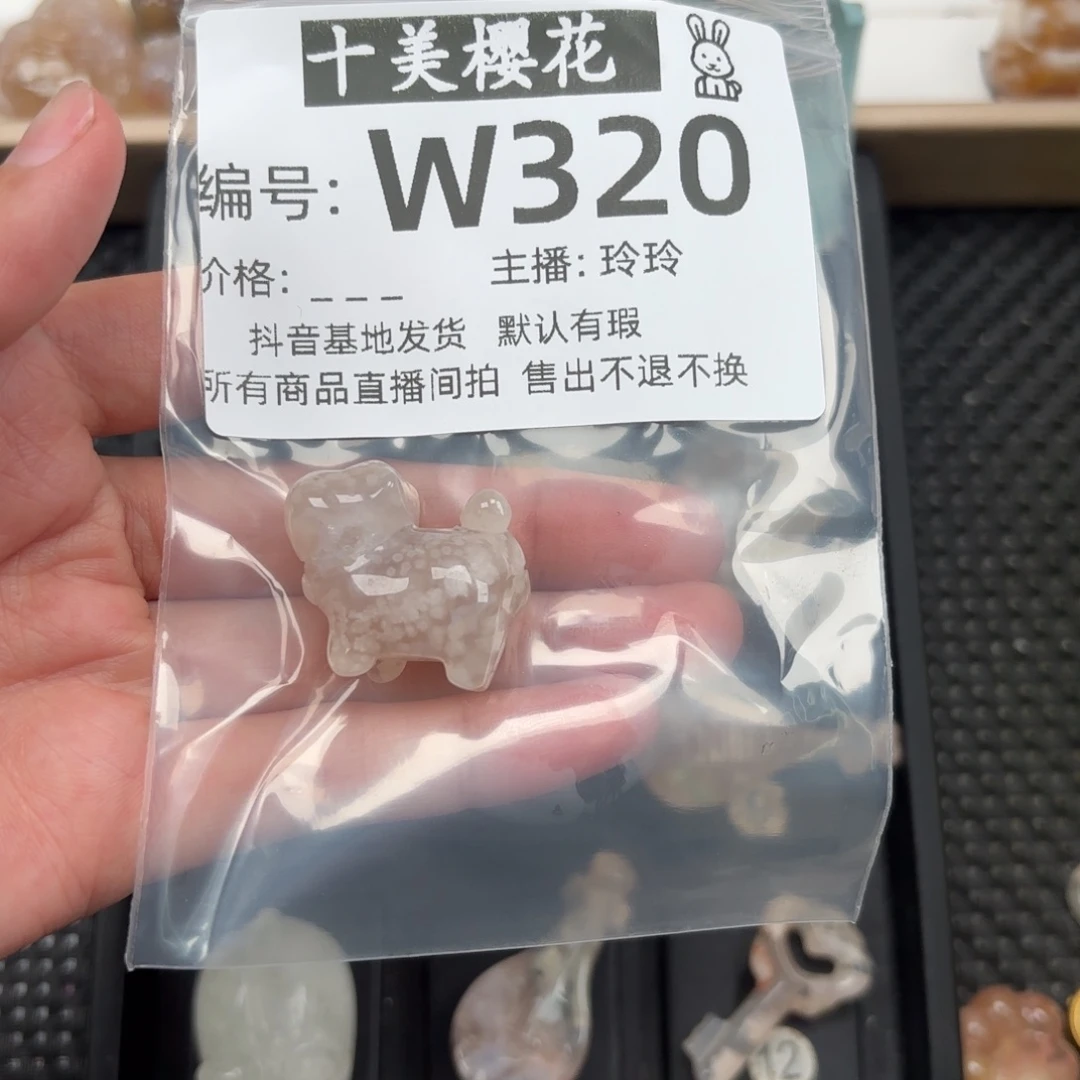 十美樱花
编号: W320
价格: _ _ _ 主播: 玲玲
抖音基地发货 默认有瑕
所有商品直播间拍 售出不退不换
12